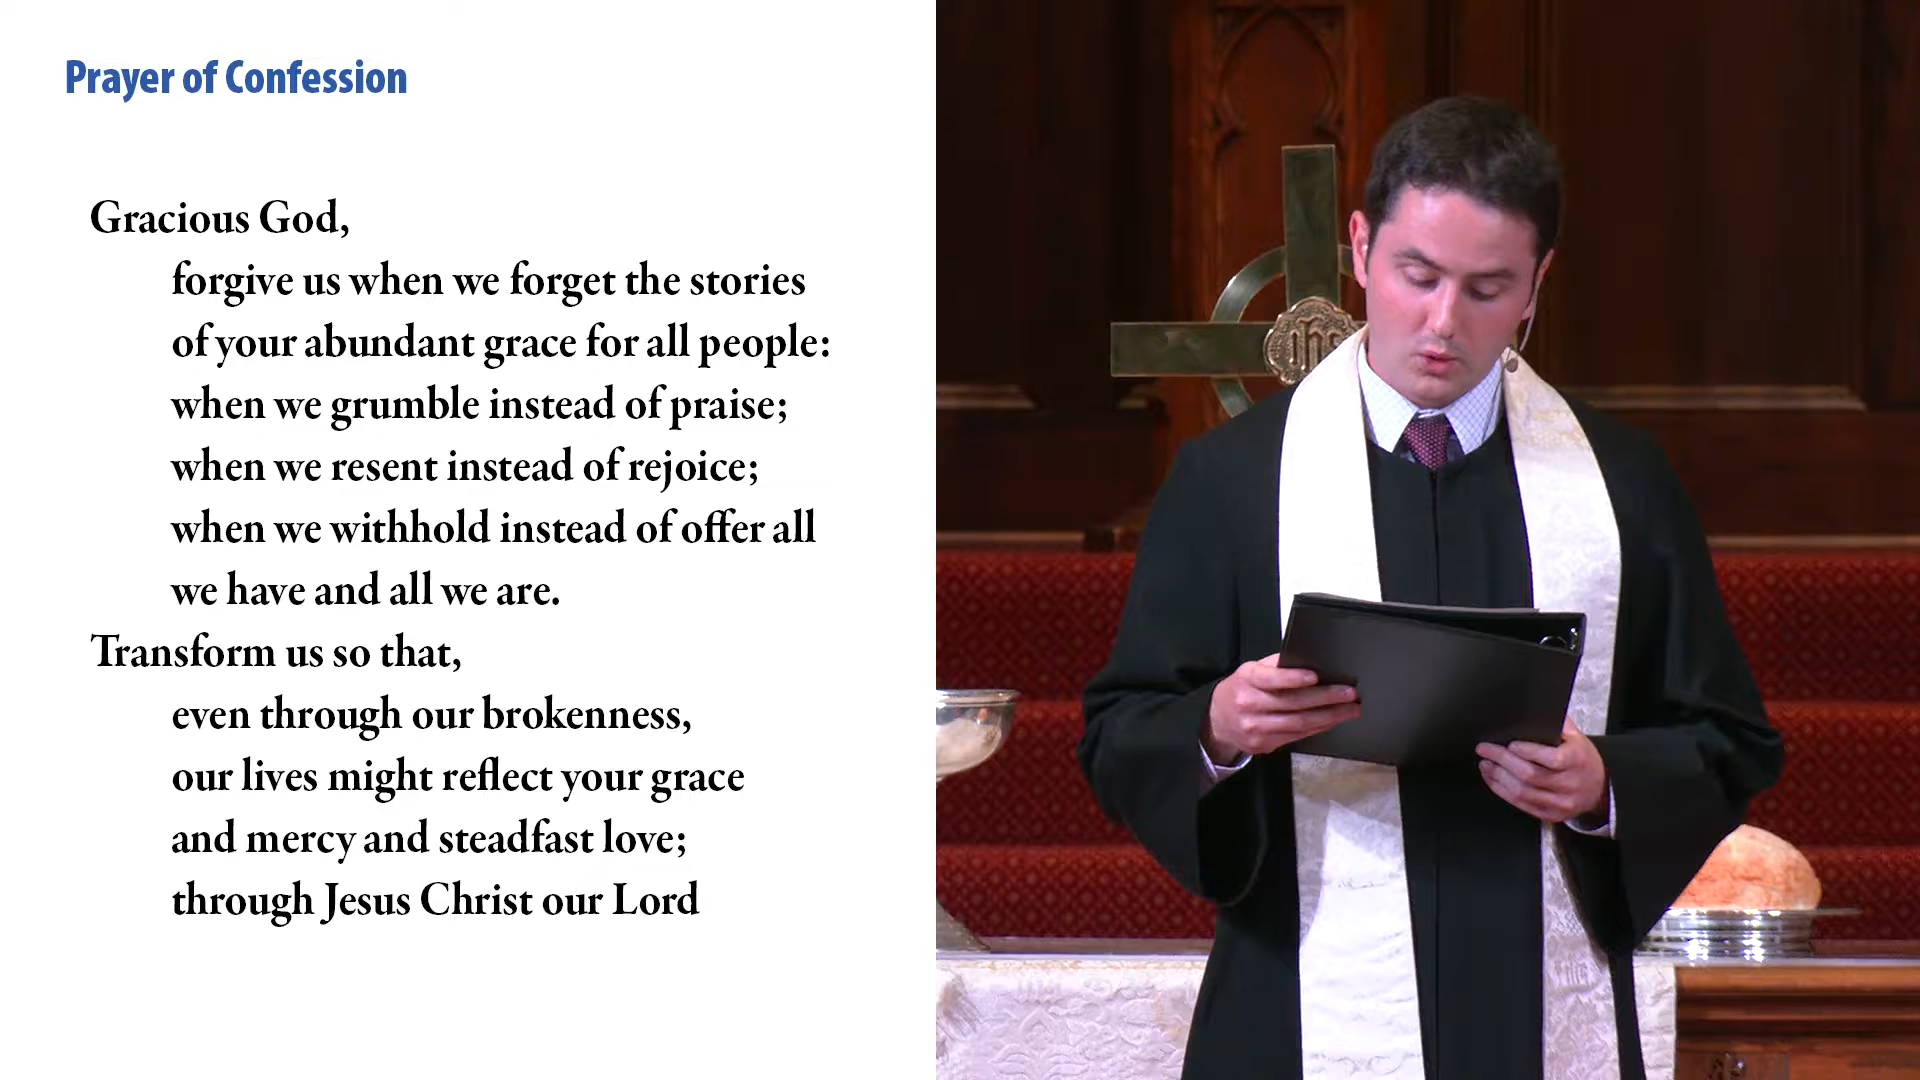 Prayer of Confession
Gracious God,
forgive us when we forget the stories
of your abundant grace for all people:
when we grumble instead of praise;
when we resent instead of rejoice;
when we withhold instead of offer all
we have and all we are.
Transform us so that,
even through our brokenness,
our lives might reflect your grace
and mercy and steadfast love;
through Jesus Christ our Lord
ihs